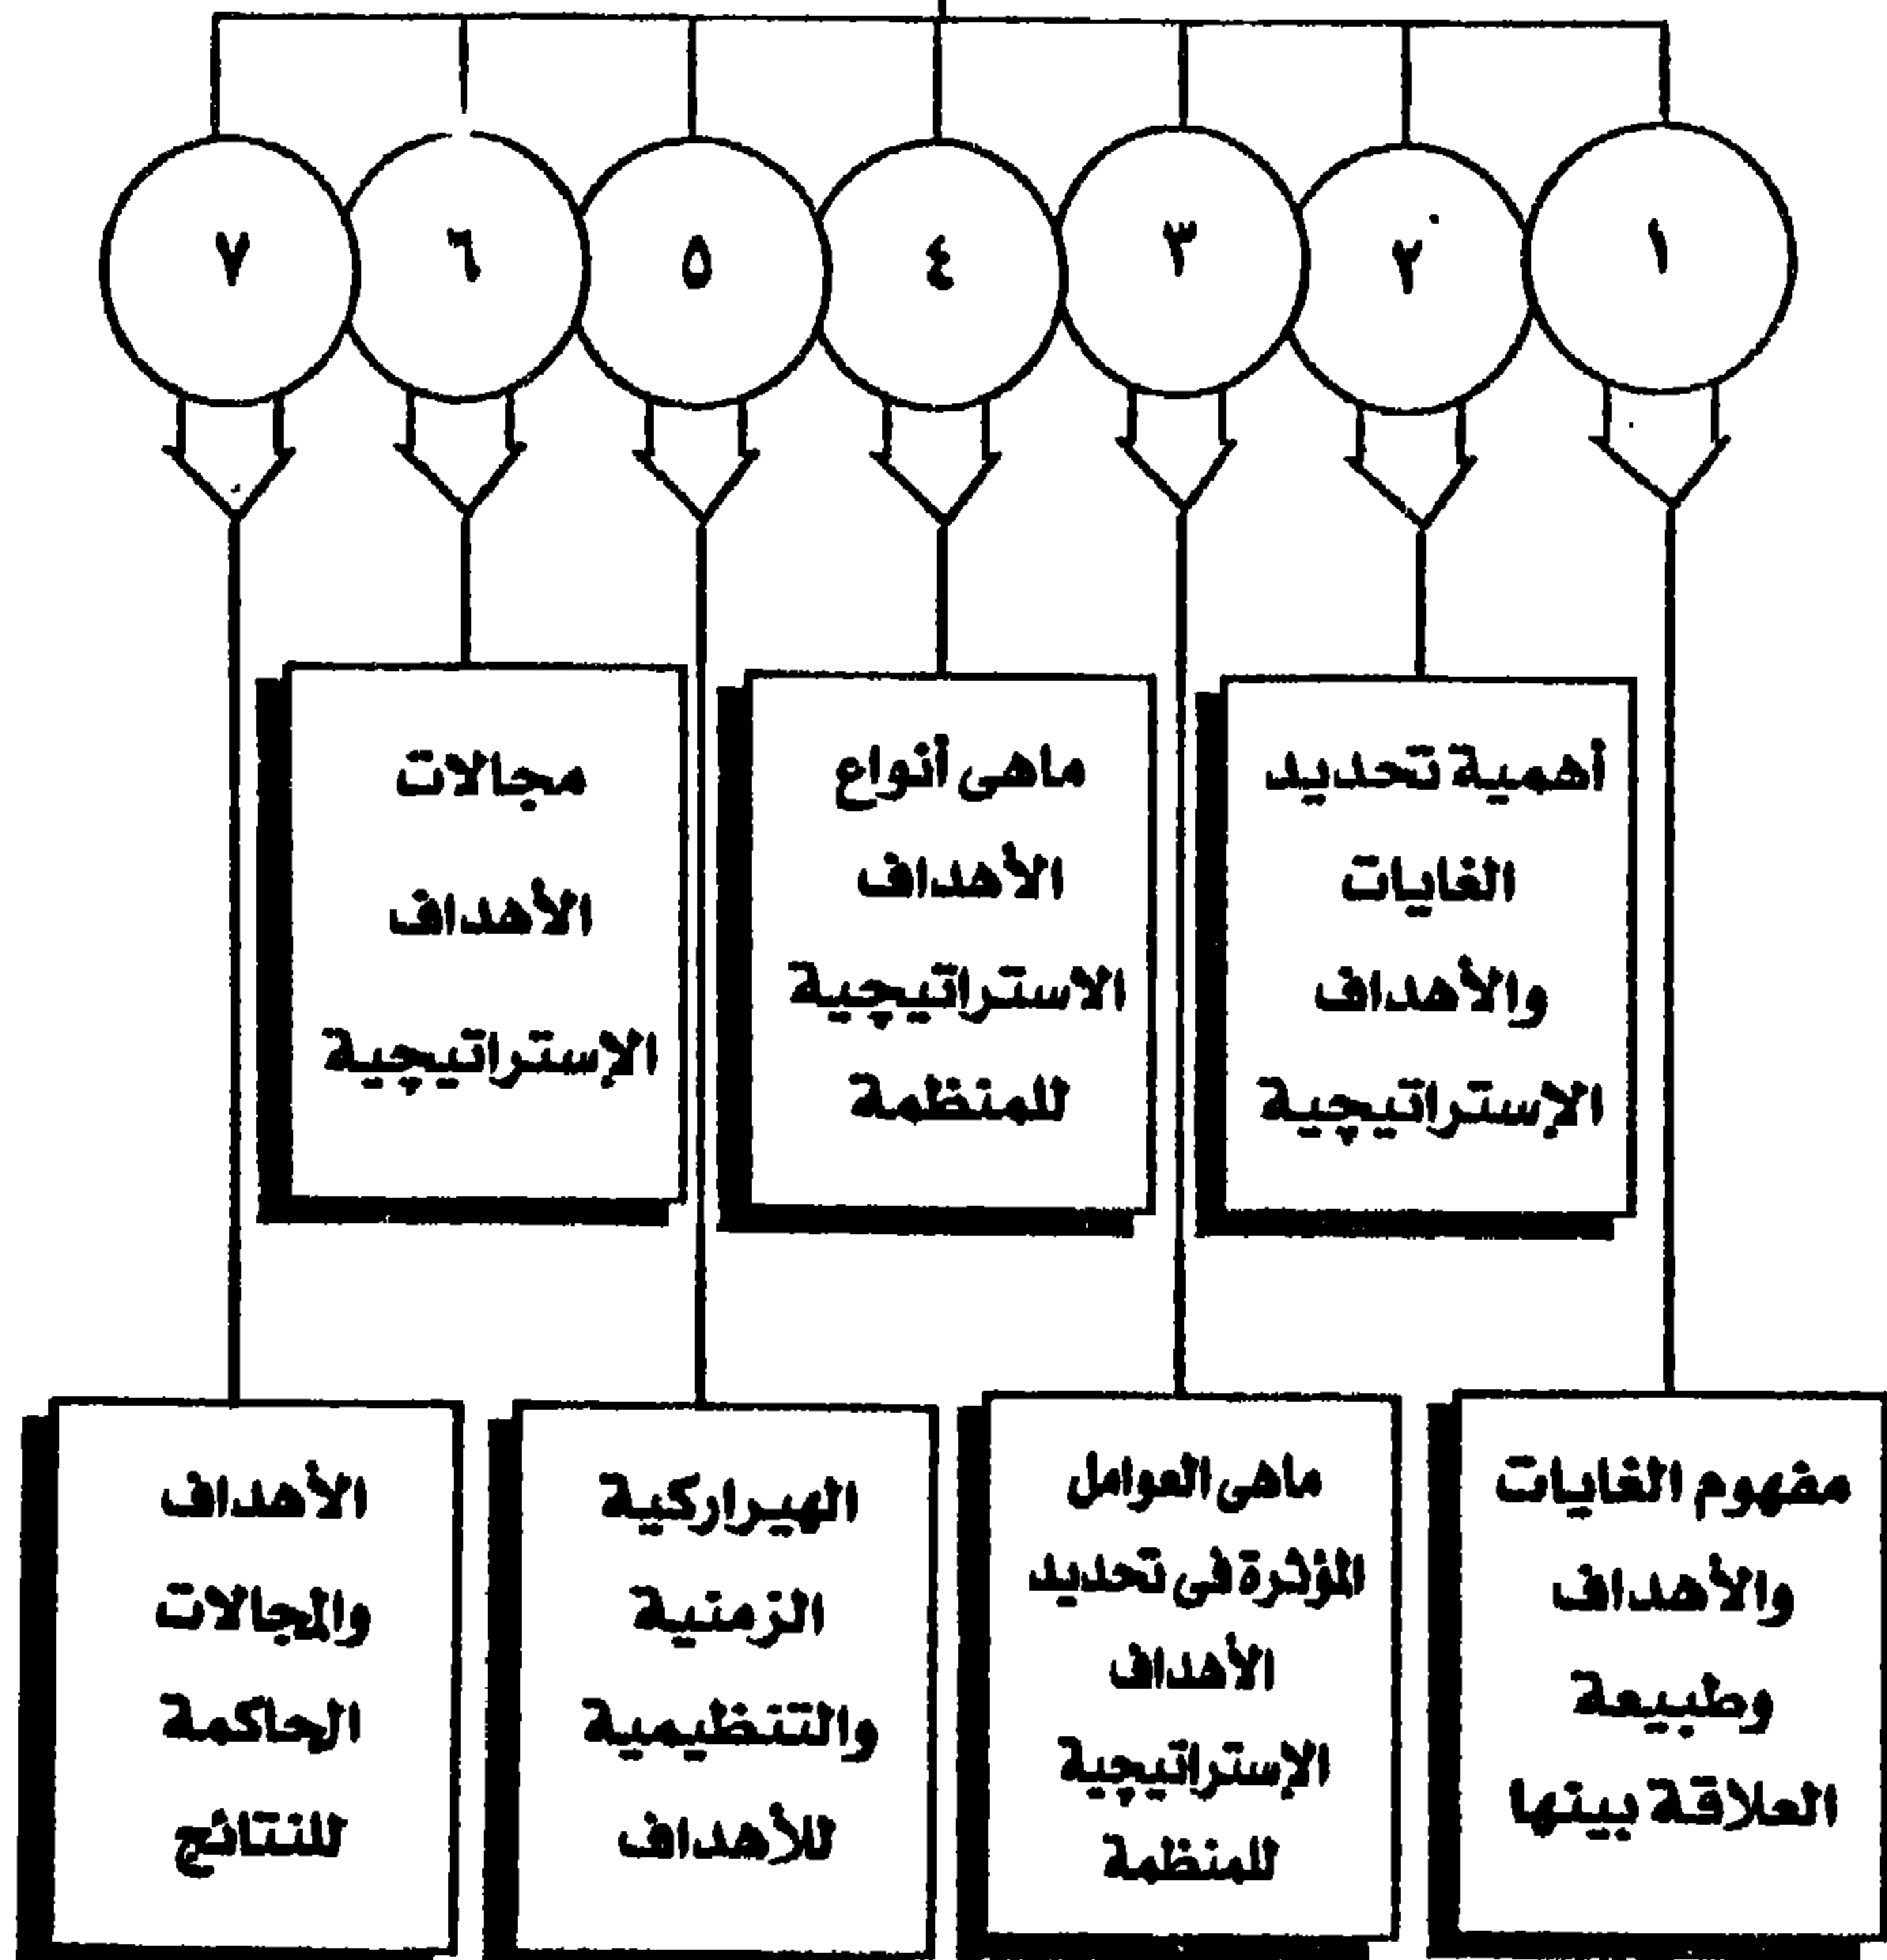 ١ ٢ ٣ ٤ ٥ ٦ ٧
أهمية تحديد
الغايات
والأهداف
الإستراتيجية
ماهى أنواع
الأهداف
الاستراتيجية
للمنظمة
مجالات
الأهداف
الإستراتيجية
مفهوم الغايات
والأهداف
وطبيعة
العلاقة بينها
ماهى العوامل
المؤثرة فى تحديد
الأهداف
الإستراتيجية
للمنظمة
الهيراركية
الزمنية
والتنظيمية
للأهداف
الأهداف
والمجالات
الحاكمة
للنتائج